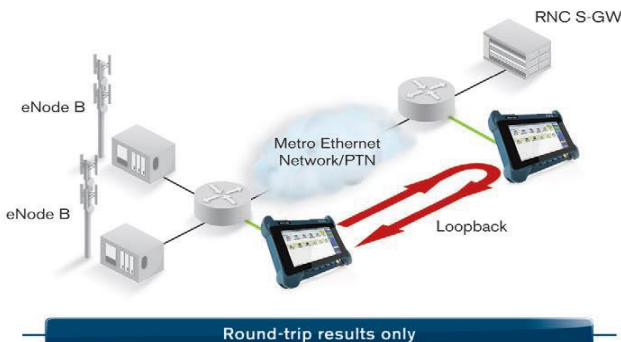 RNC S-GW
eNode B
Metro Ethernet
Network/PTN
eNode B
Loopback
Round-trip results only